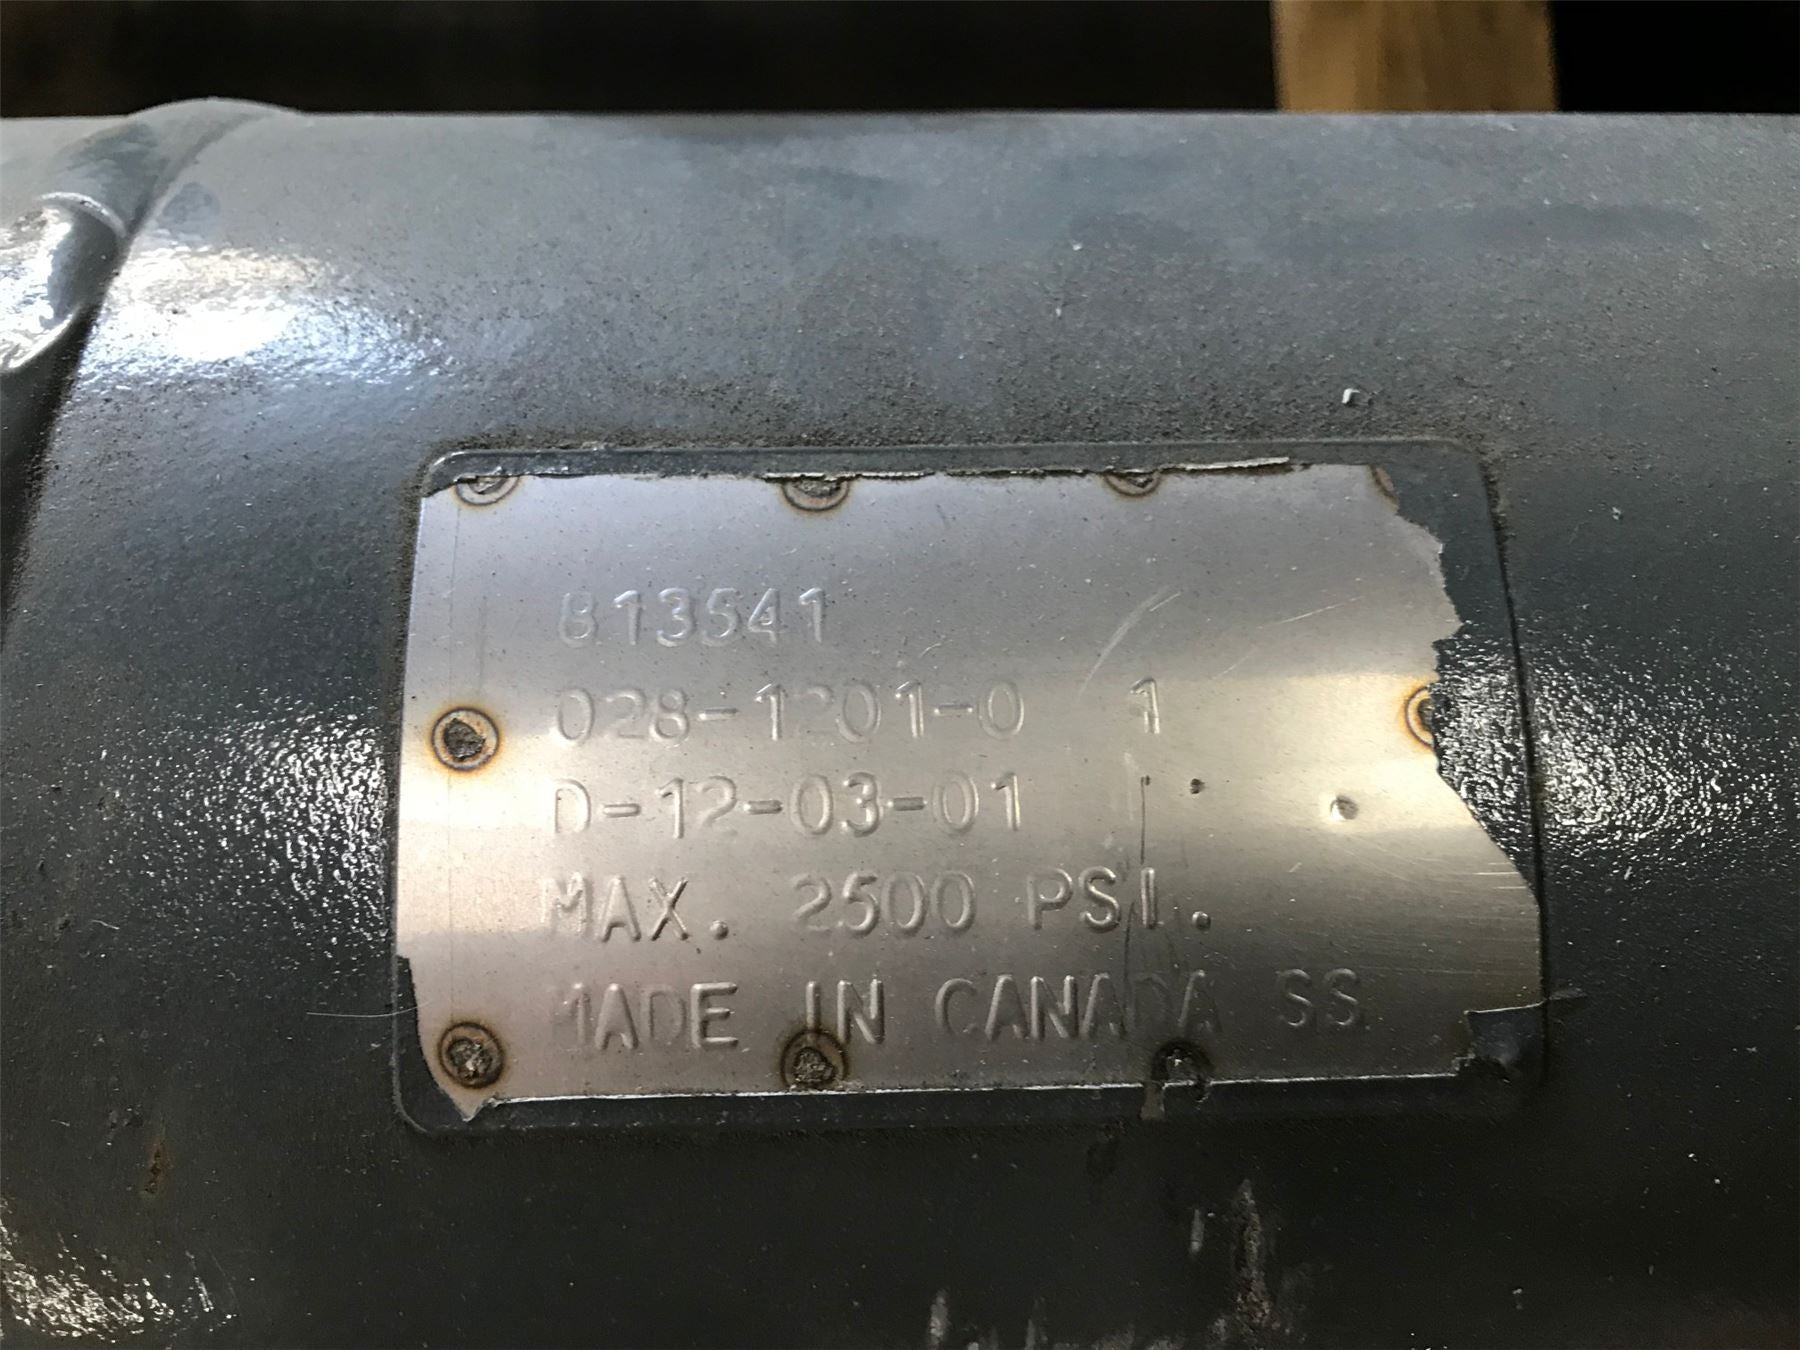 813541
028-1201-0 1
D-12-03-01
MAX. 2500 PSI.
MADE IN CANADA SS